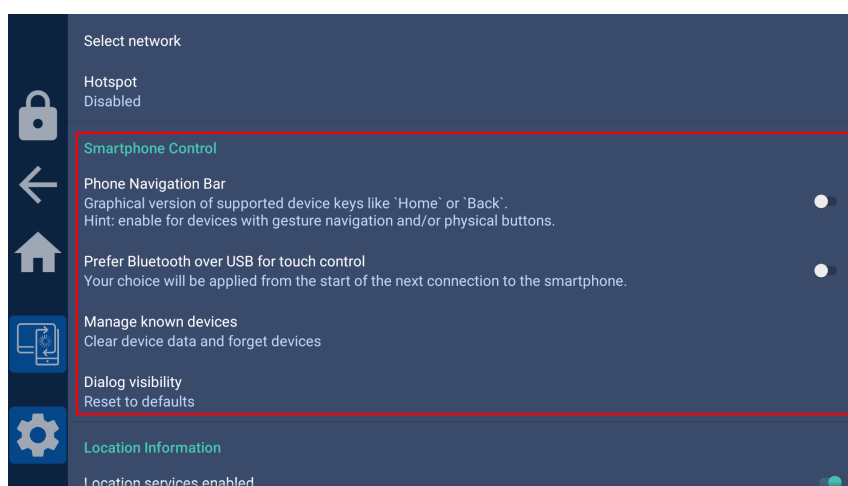 Select network
Hotspot
Disabled
Smartphone Control
Phone Navigation Bar
Graphical version of supported device keys like `Home` or `Back`.
Hint: enable for devices with gesture navigation and/or physical buttons.
Prefer Bluetooth over USB for touch control
Your choice will be applied from the start of the next connection to the smartphone.
Manage known devices
Clear device data and forget devices
Dialog visibility
Reset to defaults
Location Information
Location services enabled